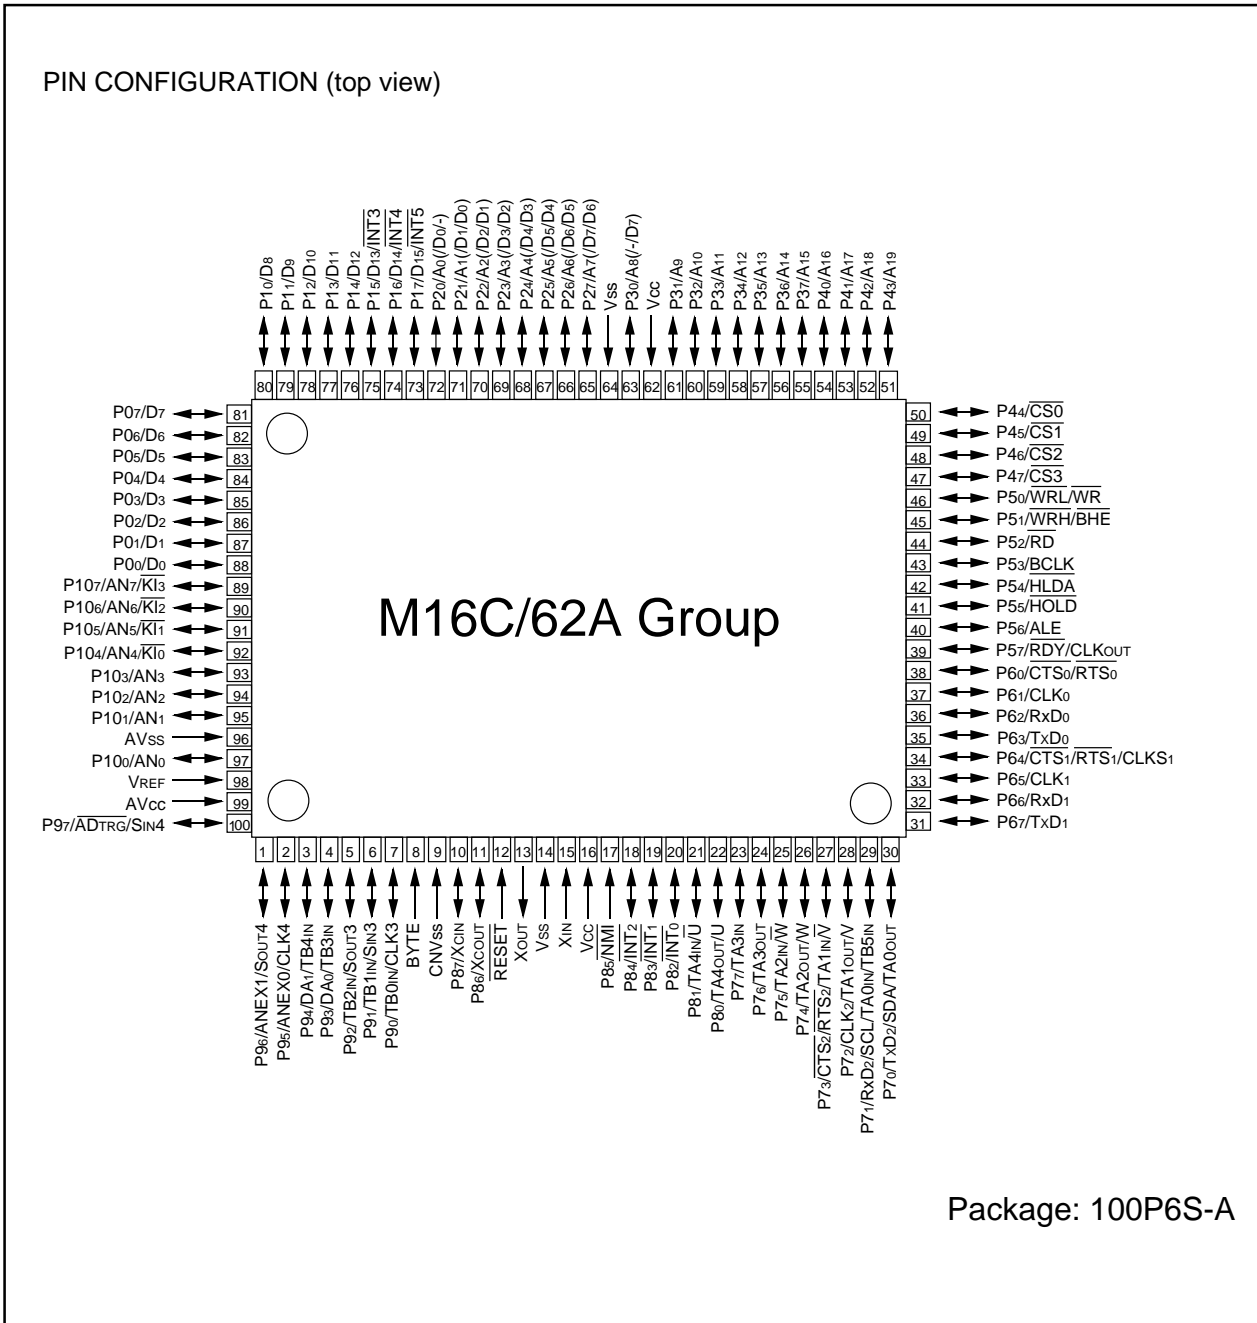 PIN CONFIGURATION (top view)
P10/D8
P11/D9
P12/D10
P13/D11
P14/D12
P15/D13/INT3
P16/D14/INT4
P17/D15/INT5
P20/A0(/D0/-)
P21/A1(/D1/D0)
P22/A2(/D2/D1)
P23/A3(/D3/D2)
P24/A4(/D4/D3)
P25/A5(/D5/D4)
P26/A6(/D6/D5)
P27/A7(/D7/D6)
Vss
P30/A8(/-/D7)
Vcc
P31/A9
P32/A10
P33/A11
P34/A12
P35/A13
P36/A14
P37/A15
P40/A16
P41/A17
P42/A18
P43/A19
80 79 78 77 76 75 74 73 72 71 70 69 68 67 66 65 64 63 62 61 60 59 58 57 56 55 54 53 52 51
P07/D7 81
P06/D6 82
P05/D5 83
P04/D4 84
P03/D3 85
P02/D2 86
P01/D1 87
P00/D0 88
P107/AN7/KI3 89
P106/AN6/KI2 90
P105/AN5/KI1 91
P104/AN4/KI0 92
P103/AN3 93
P102/AN2 94
P101/AN1 95
AVss 96
P100/AN0 97
VREF 98
AVcc 99
P97/ADTRG/SIN4 100
M16C/62A Group
50 P44/CS0
49 P45/CS1
48 P46/CS2
47 P47/CS3
46 P50/WRL/WR
45 P51/WRH/BHE
44 P52/RD
43 P53/BCLK
42 P54/HLDA
41 P55/HOLD
40 P56/ALE
39 P57/RDY/CLKOUT
38 P60/CTS0/RTS0
37 P61/CLK0
36 P62/RxD0
35 P63/TxD0
34 P64/CTS1/RTS1/CLKS1
33 P65/CLK1
32 P66/RxD1
31 P67/TxD1
1 2 3 4 5 6 7 8 9 10 11 12 13 14 15 16 17 18 19 20 21 22 23 24 25 26 27 28 29 30
P96/ANEX1/SOUT4
P95/ANEX0/CLK4
P94/DA1/TB4IN
P93/DA0/TB3IN
P92/TB2IN/SOUT3
P91/TB1IN/SIN3
P90/TB0IN/CLK3
BYTE
CNVss
P87/XCIN
P86/XCOUT
RESET
XOUT
Vss
XIN
Vcc
P85/NMI
P84/INT2
P83/INT1
P82/INT0
P81/TA4IN/U
P80/TA4OUT/U
P77/TA3IN
P76/TA3OUT
P75/TA2IN/W
P74/TA2OUT/W
P73/CTS2/RTS2/TA1IN/V
P72/CLK2/TA1OUT/V
P71/RxD2/SCL/TA0IN/TB5IN
P70/TxD2/SDA/TA0OUT
Package: 100P6S-A